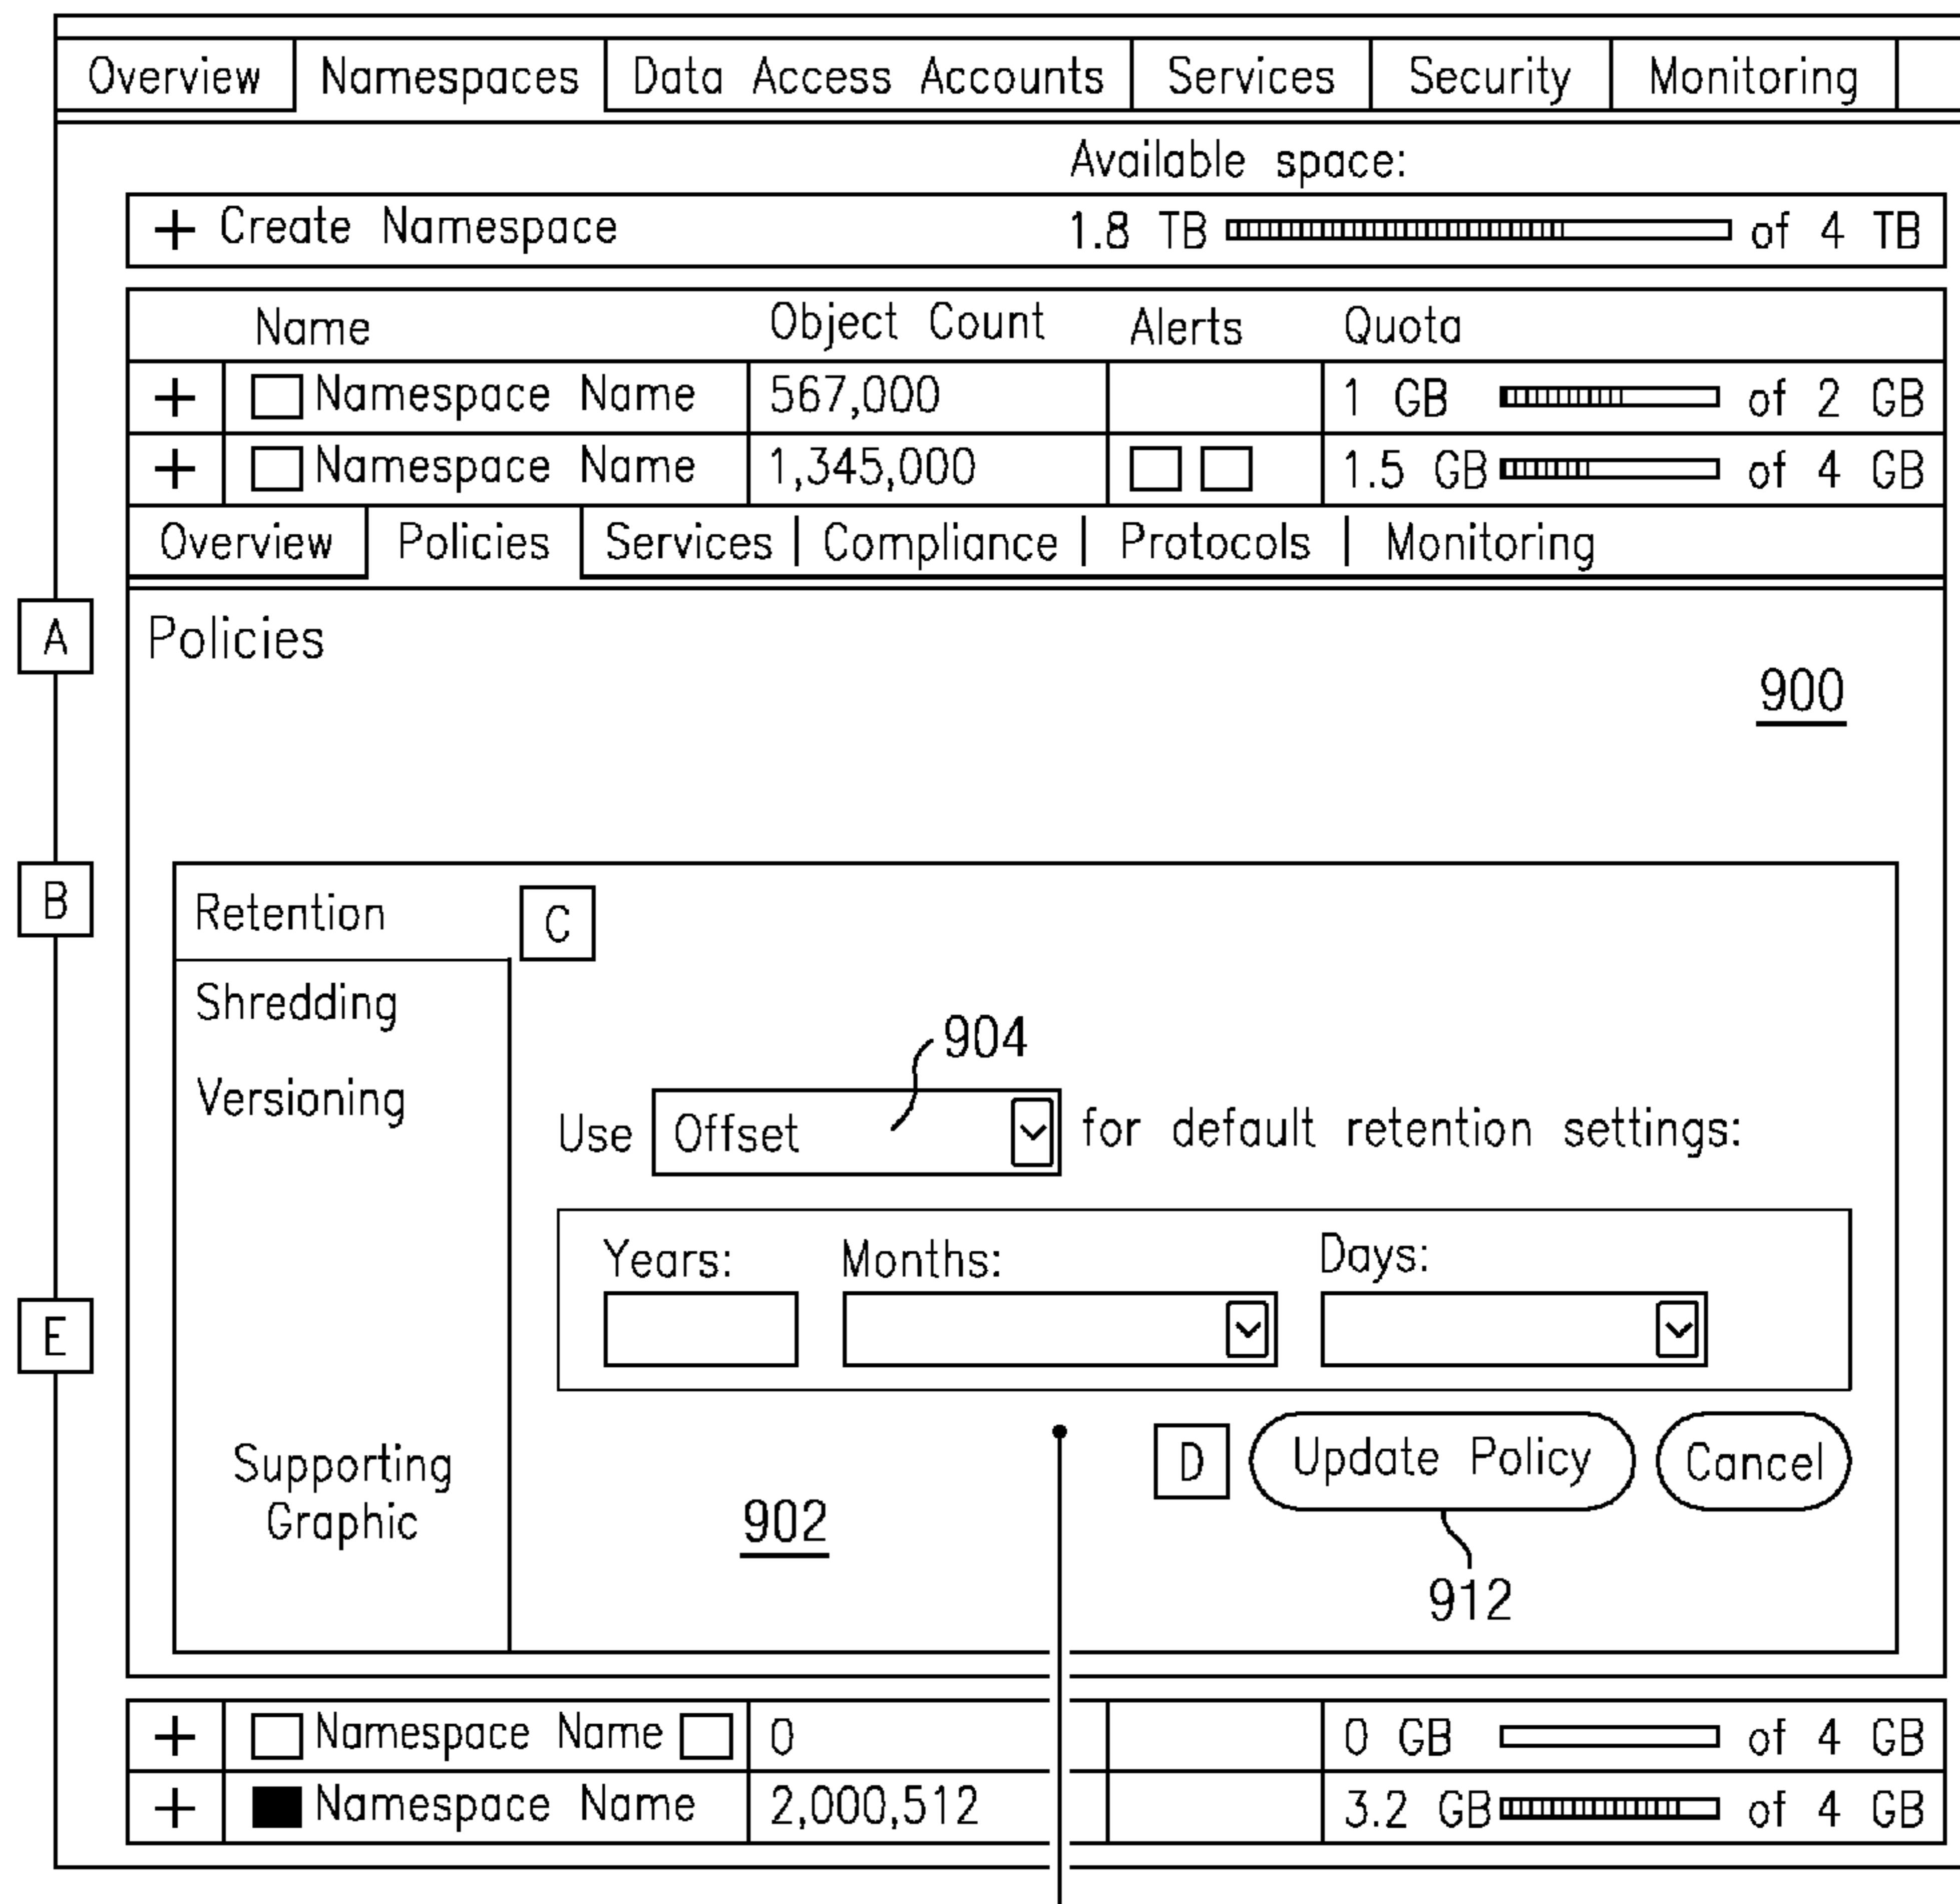 Overview Namespaces Data Access Accounts Services Security Monitoring
Available space:
+ Create Namespace 1.8 TB of 4 TB
Name Object Count Alerts Quota
+ Namespace Name 567,000 1 GB of 2 GB
+ Namespace Name 1,345,000 1.5 GB of 4 GB
Overview Policies Services | Compliance | Protocols | Monitoring
A Policies
900
B Retention C
Shredding
904
Versioning
Use Offset for default retention settings:
Years: Months: Days:
E
D Update Policy Cancel
Supporting
Graphic
902
912
+ Namespace Name 0 0 GB of 4 GB
+ Namespace Name 2,000,512 3.2 GB of 4 GB